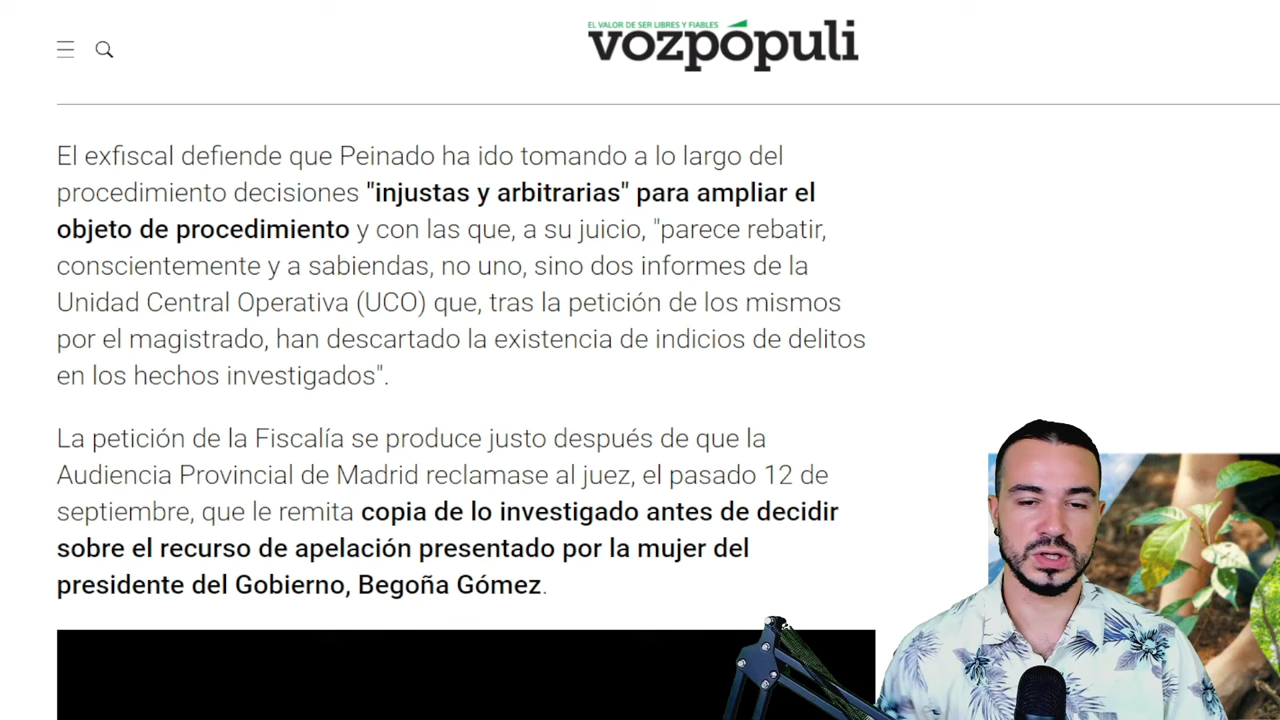 EL VALOR DE SER LIBRES Y FIABLES
vozpópuli
El exfiscal defiende que Peinado ha ido tomando a lo largo del
procedimiento decisiones "injustas y arbitrarias" para ampliar el
objeto de procedimiento y con las que, a su juicio, "parece rebatir,
conscientemente y a sabiendas, no uno, sino dos informes de la
Unidad Central Operativa (UCO) que, tras la petición de los mismos
por el magistrado, han descartado la existencia de indicios de delitos
en los hechos investigados".
La petición de la Fiscalía se produce justo después de que la
Audiencia Provincial de Madrid reclamase al juez, el pasado 12 de
septiembre, que le remita copia de lo investigado antes de decidir
sobre el recurso de apelación presentado por la mujer del
presidente del Gobierno, Begoña Gómez.